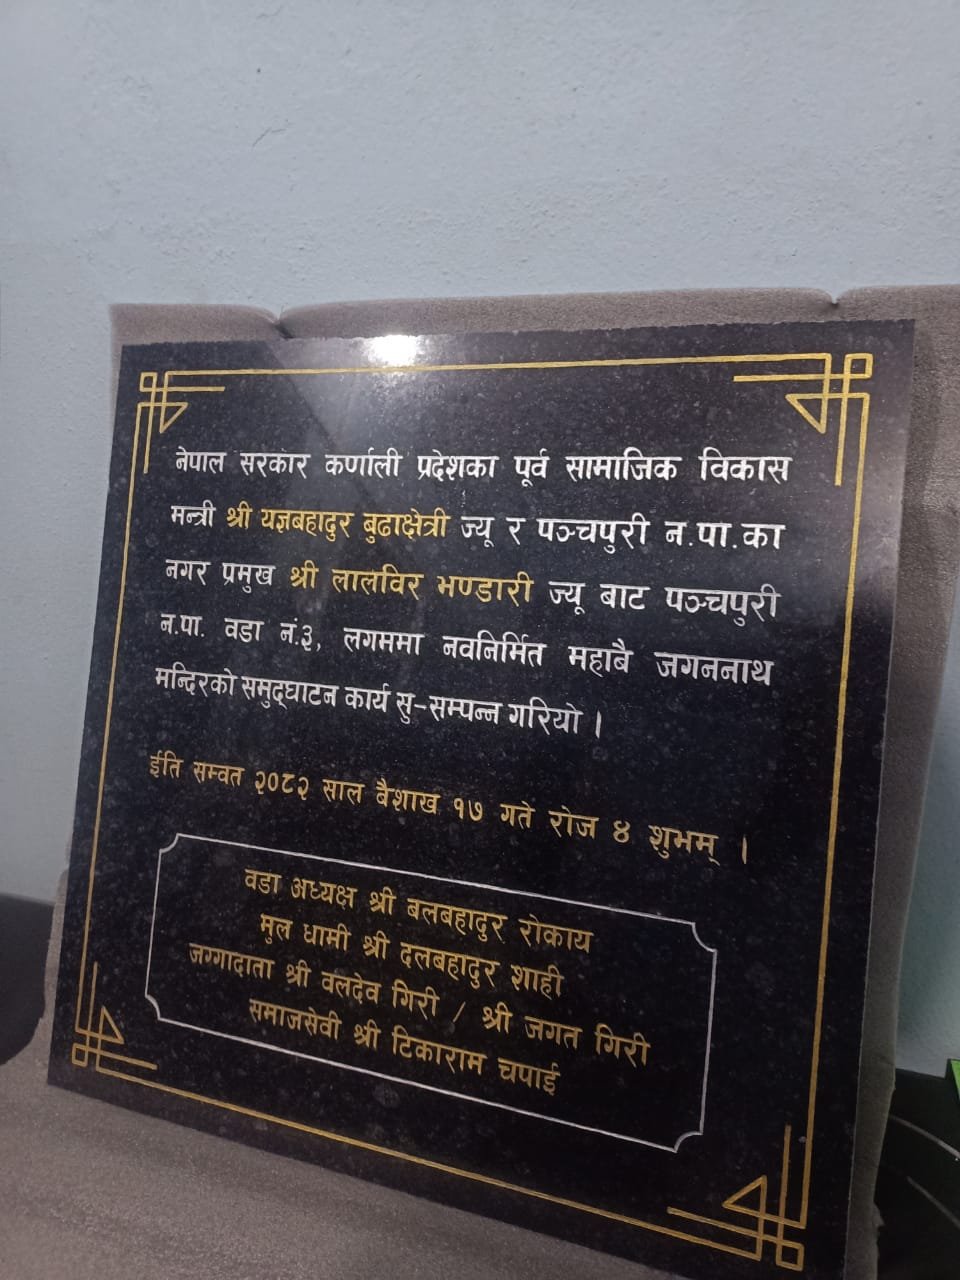 नेपाल सरकार कर्णाली प्रदेशका पूर्व सामाजिक विकास
मन्त्री श्री यज्ञबहादुर बुढाक्षेत्री ज्यू र पञ्चपुरी न.पा.का
नगर प्रमुख श्री लालविर भण्डारी ज्यू बाट पञ्चपुरी
न.पा. वडा नं.३, लगाममा नवनिर्मित महाबै जगननाथ
मन्दिरको समुद्घाटन कार्य सु-सम्पन्न गरियो ।
ईति सम्वत २०८२ साल बैशाख १७ गते रोज ४ शुभम् ।
वडा अध्यक्ष श्री बलबहादुर रोकाय
मुल धामी श्री दलबहादुर शाही
जग्गादाता श्री वलदेव गिरी / श्री जगत गिरी
समाजसेवी श्री टिकाराम चपाई